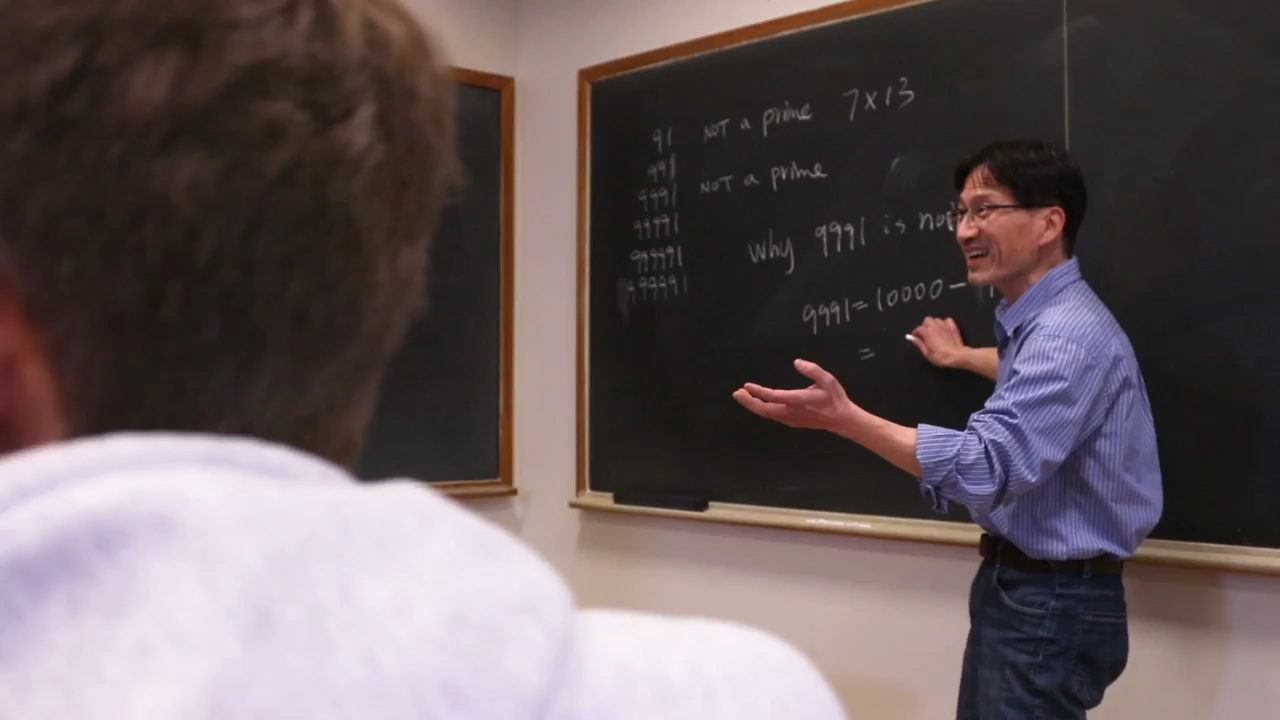 91 NOT a prime 7x13
991
9991 NOT a prime
99991
999991
9999991
Why 9991 is not
9991=10000-
=